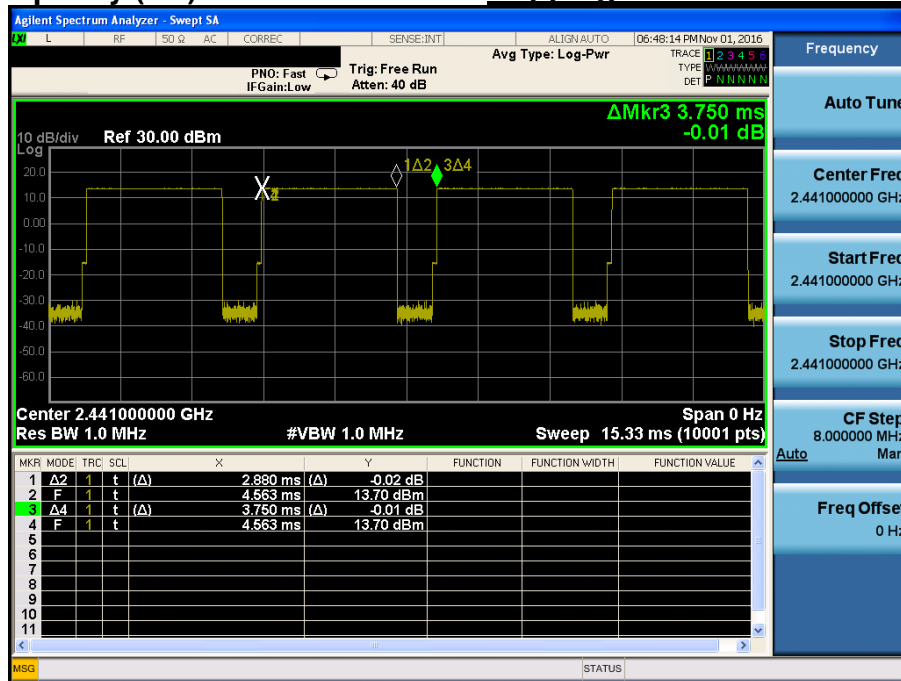 Agilent Spectrum Analyzer - Swept SA
LXI L RF 50 Ω AC CORREC SENSE:INT ALIGN AUTO 06:48:14 PM Nov 01, 2016
Avg Type: Log-Pwr TRACE 1 2 3 4 5 6
PNO: Fast Trig: Free Run TYPE WWWWWW
IFGain:Low Atten: 40 dB DET P N N N N N
Frequency
Auto Tune
ΔMkr3 3.750 ms
-0.01 dB
10 dB/div Ref 30.00 dBm
Log
20.0
10.0
0.00
-10.0
-20.0
-30.0
-40.0
-50.0
-60.0
1Δ2 3Δ4
X
Center Freq
2.441000000 GHz
Start Freq
2.441000000 GHz
Stop Freq
2.441000000 GHz
CF Step
8.000000 MHz
Auto Man
Freq Offset
0 Hz
Center 2.441000000 GHz Span 0 Hz
Res BW 1.0 MHz #VBW 1.0 MHz Sweep 15.33 ms (10001 pts)
MKR MODE TRC SCL X Y FUNCTION FUNCTION WIDTH FUNCTION VALUE
1 Δ2 1 t (Δ) 2.880 ms (Δ) -0.02 dB
2 F 1 t 4.563 ms 13.70 dBm
3 Δ4 1 t (Δ) 3.750 ms (Δ) -0.01 dB
4 F 1 t 4.563 ms 13.70 dBm
5
6
7
8
9
10
11
MSG STATUS